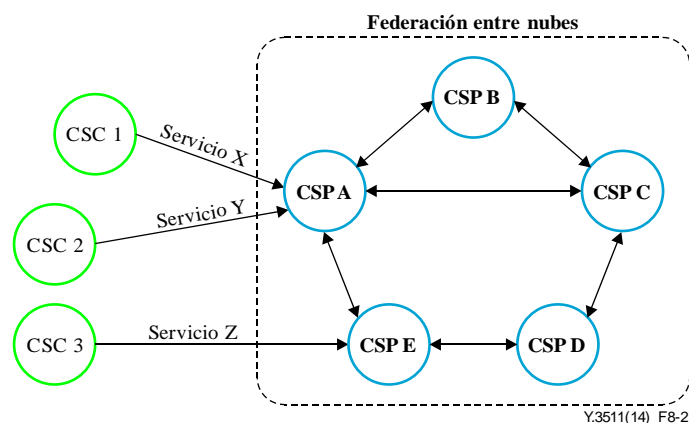 Federación entre nubes
CSP B
CSC 1
Servicio X
CSP A
CSP C
Servicio Y
CSC 2
Servicio Z
CSC 3
CSP E
CSP D
Y.3511(14)_F8-2